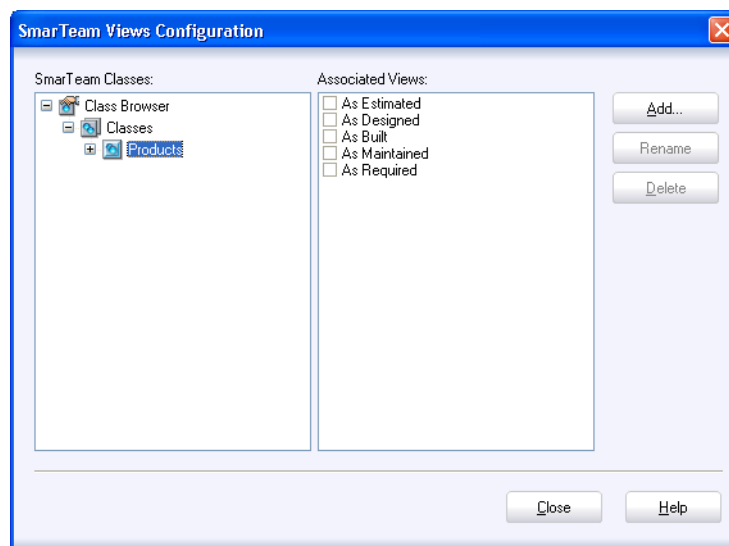 SmarTeam Views Configuration
SmarTeam Classes:
Associated Views:
Class Browser
Classes
Products
As Estimated
As Designed
As Built
As Maintained
As Required
Add...
Rename
Delete
Close
Help